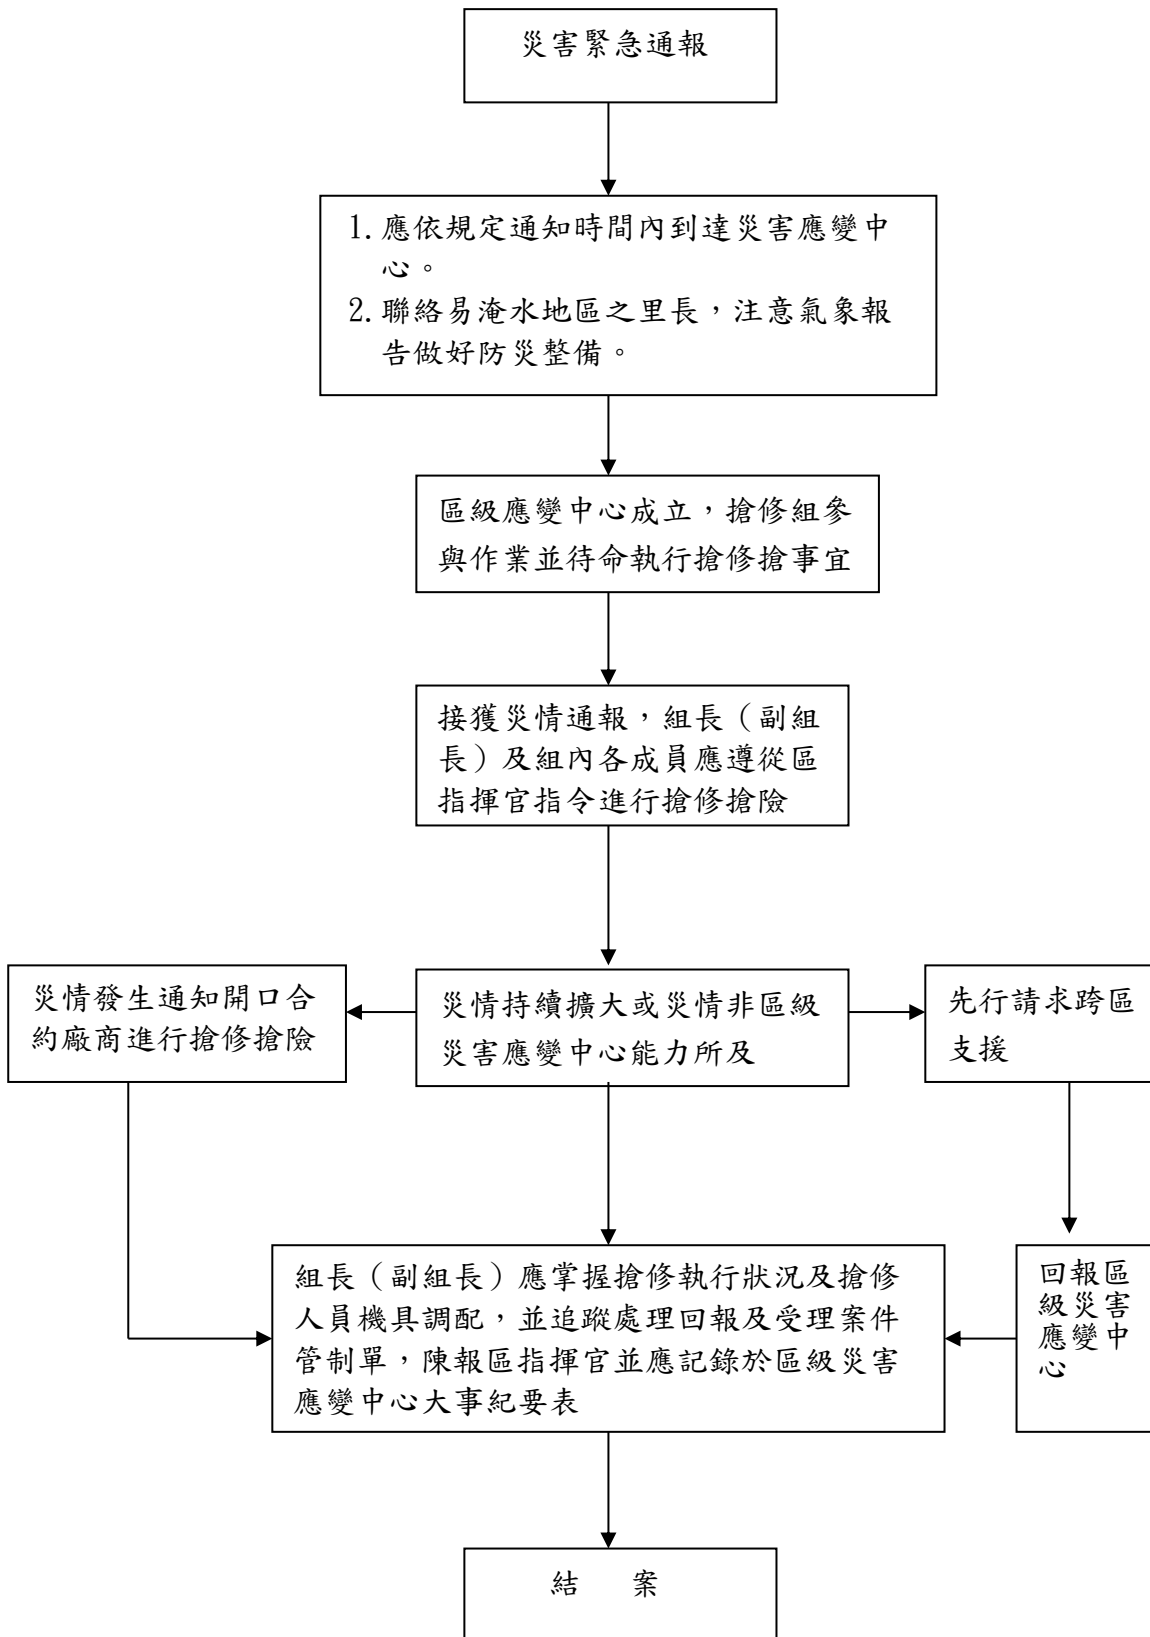 災害緊急通報
1. 應依規定通知時間內到達災害應變中
心。
2. 聯絡易淹水地區之里長，注意氣象報
告做好防災整備。
區級應變中心成立，搶修組參
與作業並待命執行搶修搶事宜
接獲災情通報，組長（副組
長）及組內各成員應遵從區
指揮官指令進行搶修搶險
災情發生通知開口合
約廠商進行搶修搶險
災情持續擴大或災情非區級
災害應變中心能力所及
先行請求跨區
支援
組長（副組長）應掌握搶修執行狀況及搶修
人員機具調配，並追蹤處理回報及受理案件
管制單，陳報區指揮官並應記錄於區級災害
應變中心大事紀要表
回報區
級災害
應變中
心
結　　案